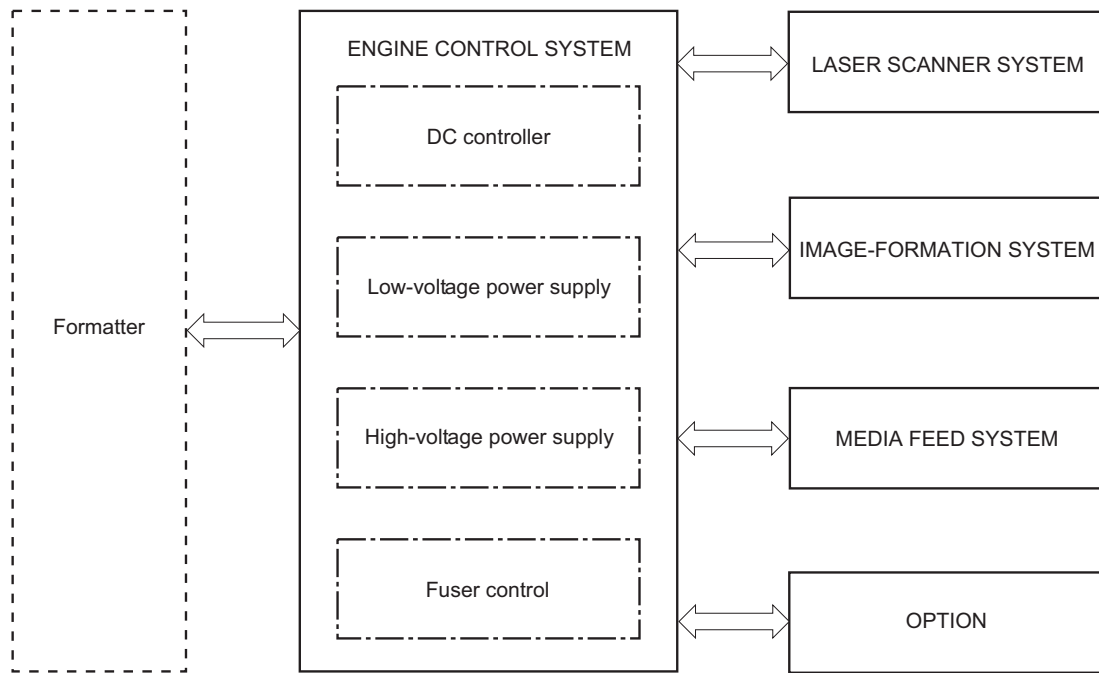 Formatter
ENGINE CONTROL SYSTEM
DC controller
Low-voltage power supply
High-voltage power supply
Fuser control
LASER SCANNER SYSTEM
IMAGE-FORMATION SYSTEM
MEDIA FEED SYSTEM
OPTION